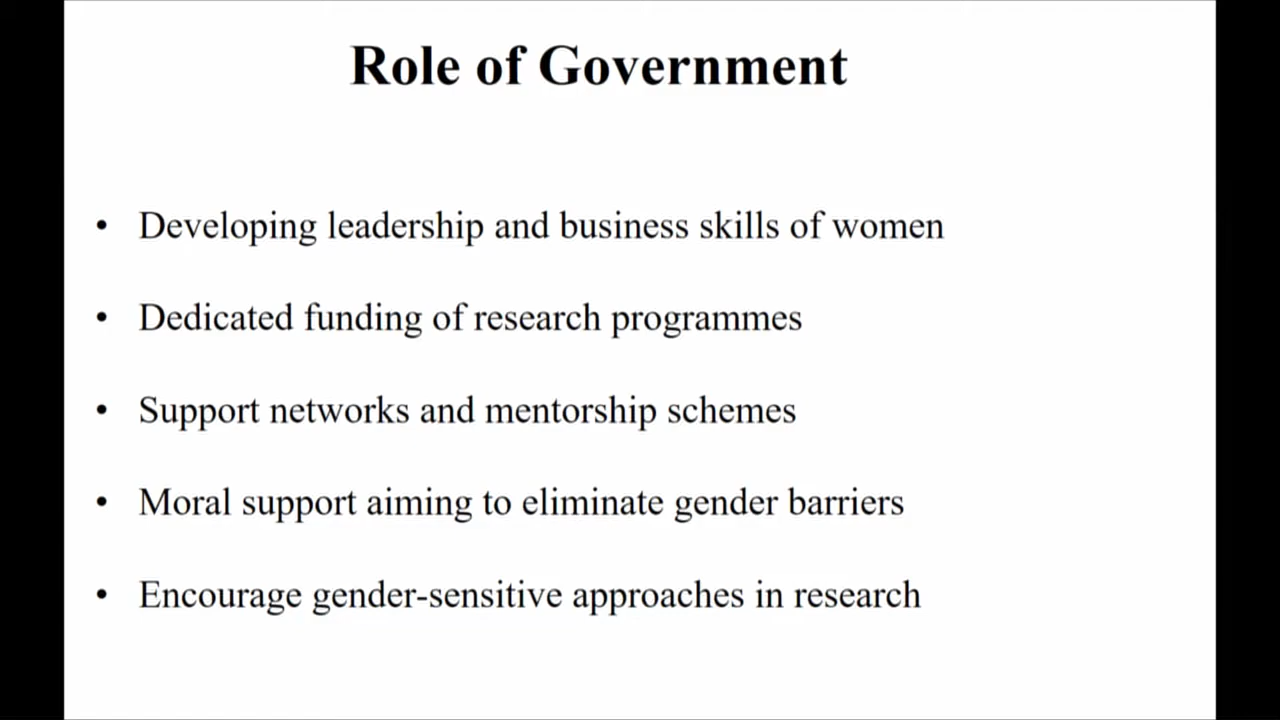 Role of Government
• Developing leadership and business skills of women
• Dedicated funding of research programmes
• Support networks and mentorship schemes
• Moral support aiming to eliminate gender barriers
• Encourage gender-sensitive approaches in research